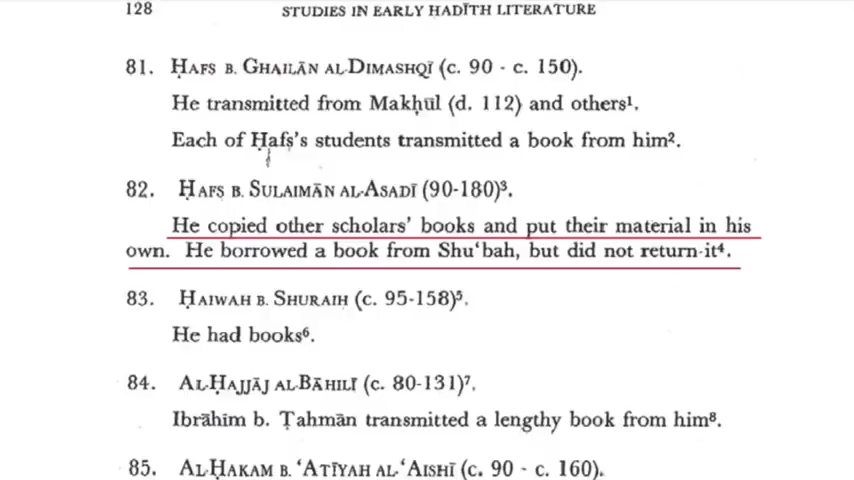 128 STUDIES IN EARLY ḤADĪTH LITERATURE
81. ḤAFṢ B. GHAILĀN AL-DIMASHQĪ (c. 90 - c. 150).
He transmitted from Makḥūl (d. 112) and others¹.
Each of Ḥafṣ's students transmitted a book from him².
82. ḤAFṢ B. SULAIMĀN AL-ASADĪ (90-180)³.
He copied other scholars' books and put their material in his
own. He borrowed a book from Shu‘bah, but did not return-it⁴.
83. ḤAIWAH B. SHURAIḤ (c. 95-158)⁵.
He had books⁶.
84. AL-ḤAJJĀJ AL-BĀHILĪ (c. 80-131)⁷.
Ibrāhīm b. Ṭahmān transmitted a lengthy book from him⁸.
85. AL-ḤAKAM B. ‘AṬĪYAH AL-‘AISHĪ (c. 90 - c. 160).